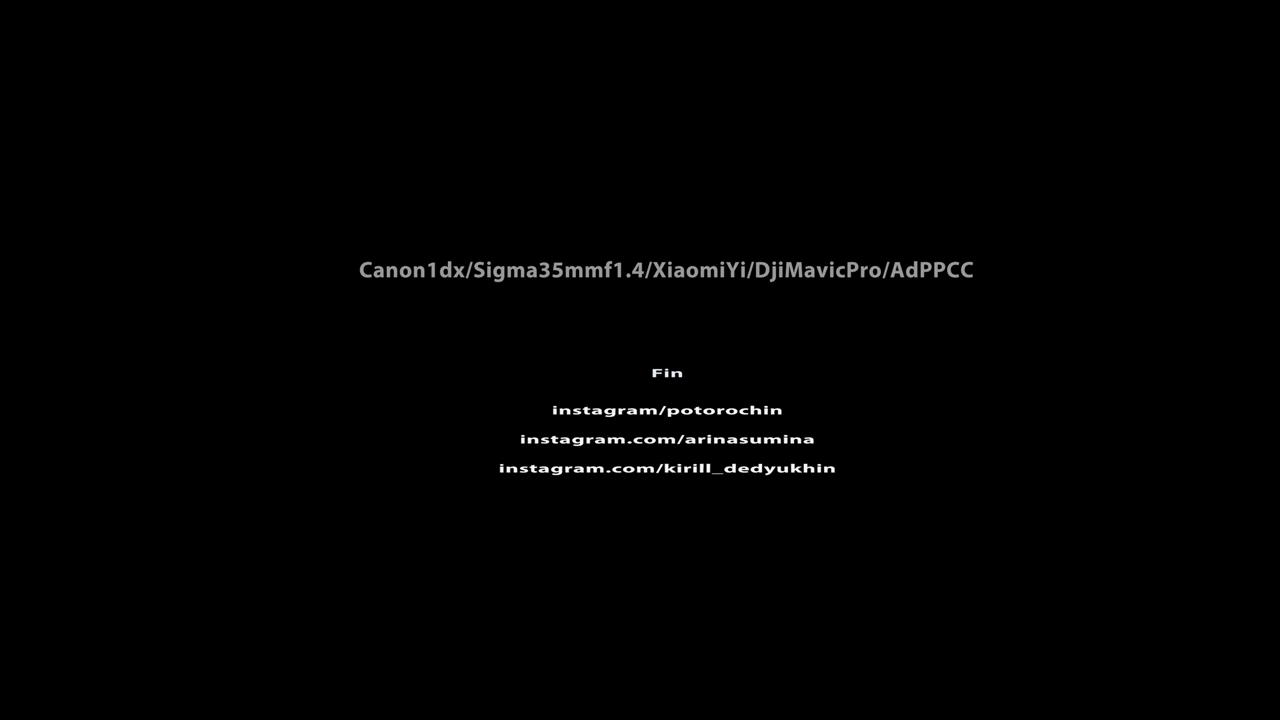 Canon1dx/Sigma35mmf1.4/XiaomiYi/DjiMavicPro/AdPPCC
Fin
instagram/potorochin
instagram.com/arinasumina
instagram.com/kirill_dedyukhin